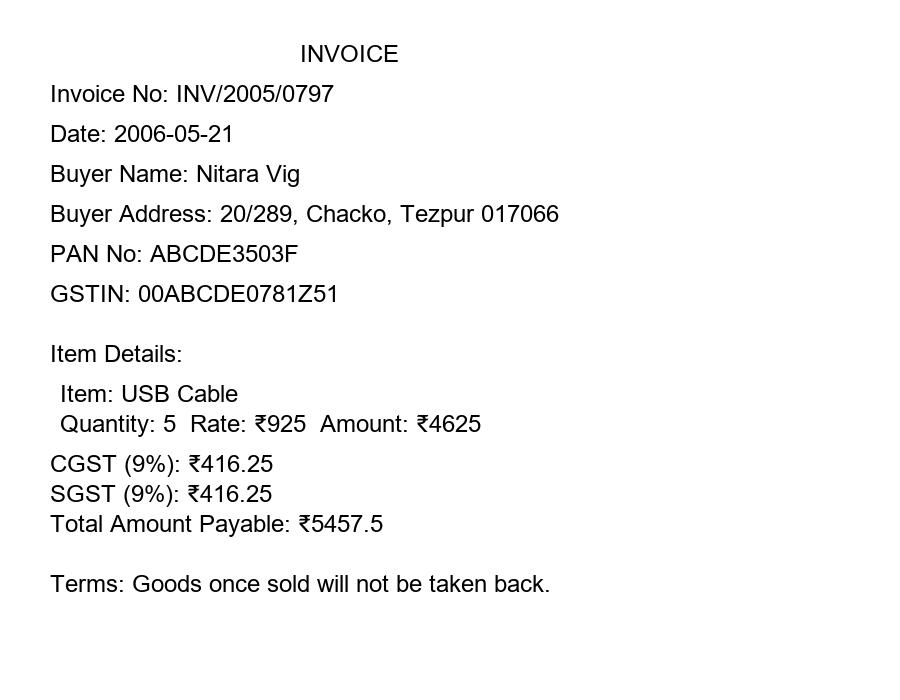 INVOICE
Invoice No: INV/2005/0797
Date: 2006-05-21
Buyer Name: Nitara Vig
Buyer Address: 20/289, Chacko, Tezpur 017066
PAN No: ABCDE3503F
GSTIN: 00ABCDE0781Z51
Item Details:
Item: USB Cable
Quantity: 5  Rate: ₹925  Amount: ₹4625
CGST (9%): ₹416.25
SGST (9%): ₹416.25
Total Amount Payable: ₹5457.5
Terms: Goods once sold will not be taken back.